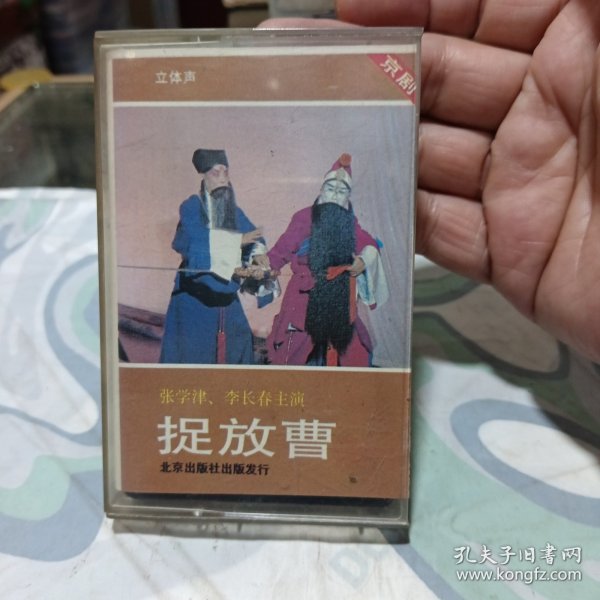 立体声
京剧
张学津、李长春主演
捉放曹
北京出版社出版发行
孔夫子旧书网
www.kongfz.com